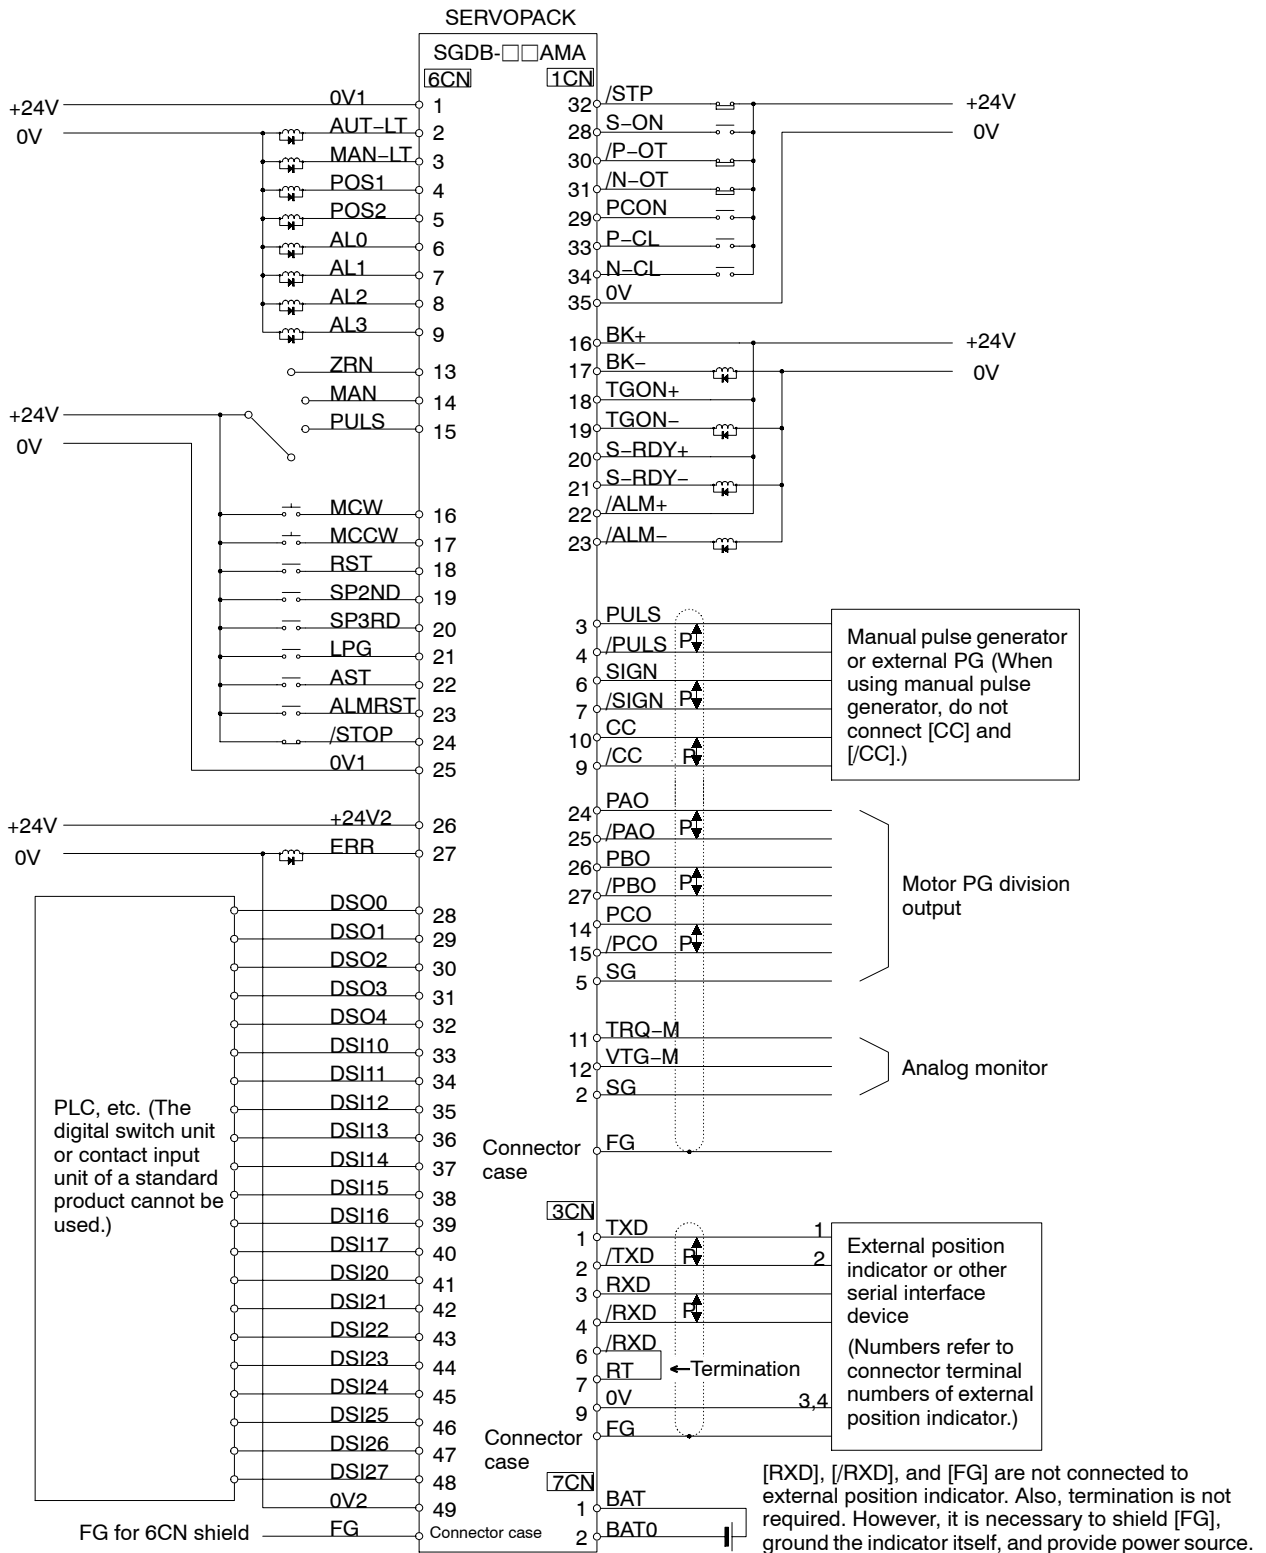 SERVOPACK
SGDB-□□AMA
6CN
+24V
0V1
1
0V
AUT-LT
2
MAN-LT
3
POS1
4
POS2
5
AL0
6
AL1
7
AL2
8
AL3
9
ZRN
13
MAN
14
+24V
PULS
15
0V
MCW
16
MCCW
17
RST
18
SP2ND
19
SP3RD
20
LPG
21
AST
22
ALMRST
23
/STOP
24
0V1
25
+24V
+24V2
26
0V
ERR
27
DSO0
28
DSO1
29
DSO2
30
DSO3
31
DSO4
32
DSI10
33
DSI11
34
DSI12
35
DSI13
36
DSI14
37
DSI15
38
DSI16
39
DSI17
40
DSI20
41
DSI21
42
DSI22
43
DSI23
44
DSI24
45
DSI25
46
DSI26
47
DSI27
48
0V2
49
FG for 6CN shield
FG
Connector case
PLC, etc. (The
digital switch unit
or contact input
unit of a standard
product cannot be
used.)
1CN
32
/STP
+24V
28
S-ON
0V
30
/P-OT
31
/N-OT
29
PCON
33
P-CL
34
N-CL
35
0V
16
BK+
+24V
17
BK-
0V
18
TGON+
19
TGON-
20
S-RDY+
21
S-RDY-
22
/ALM+
23
/ALM-
3
PULS
P
4
/PULS
6
SIGN
P
7
/SIGN
10
CC
P
9
/CC
Manual pulse generator
or external PG (When
using manual pulse
generator, do not
connect [CC] and
[/CC].)
24
PAO
P
25
/PAO
26
PBO
P
27
/PBO
14
PCO
P
15
/PCO
5
SG
Motor PG division
output
11
TRQ-M
12
VTG-M
2
SG
Analog monitor
Connector
case
FG
3CN
1
TXD
1
P
2
/TXD
2
3
RXD
P
4
/RXD
6
/RXD
7
RT
←Termination
9
0V
3,4
Connector
case
FG
External position
indicator or other
serial interface
device
(Numbers refer to
connector terminal
numbers of external
position indicator.)
7CN
1
BAT
2
BAT0
[RXD], [/RXD], and [FG] are not connected to
external position indicator. Also, termination is not
required. However, it is necessary to shield [FG],
ground the indicator itself, and provide power source.